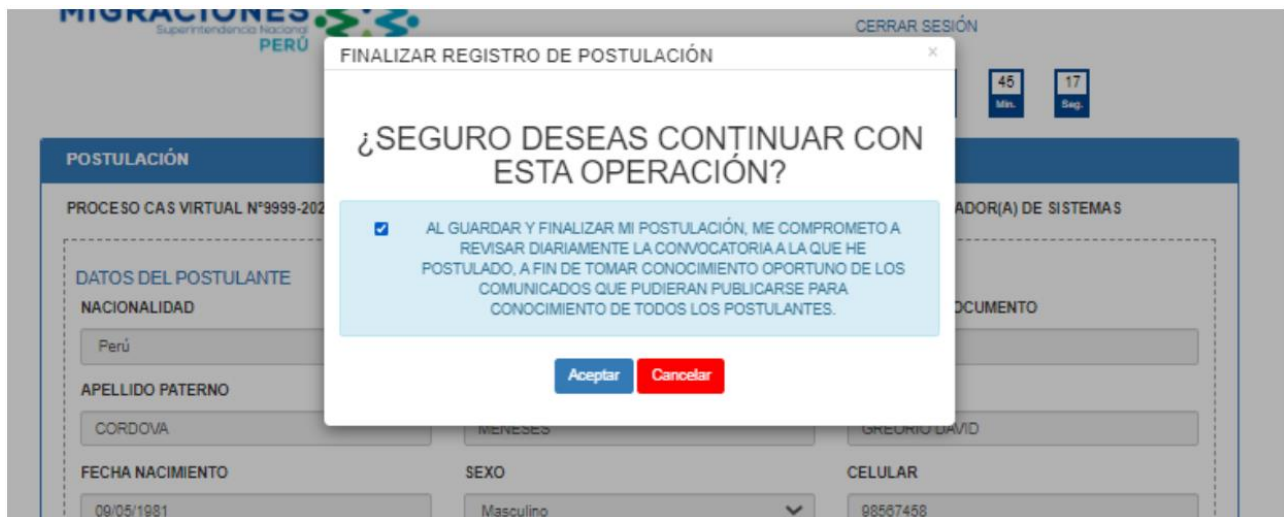 MIGRACIONES
Superintendencia Nacional
PERÚ
CERRAR SESIÓN
FINALIZAR REGISTRO DE POSTULACIÓN ×
45 17
Min. Seg.
¿SEGURO DESEAS CONTINUAR CON
ESTA OPERACIÓN?
POSTULACIÓN
PROCESO CAS VIRTUAL N°9999-202 ADOR(A) DE SISTEMAS
AL GUARDAR Y FINALIZAR MI POSTULACIÓN, ME COMPROMETO A
REVISAR DIARIAMENTE LA CONVOCATORIA A LA QUE HE
POSTULADO, A FIN DE TOMAR CONOCIMIENTO OPORTUNO DE LOS
COMUNICADOS QUE PUDIERAN PUBLICARSE PARA
CONOCIMIENTO DE TODOS LOS POSTULANTES.
Aceptar Cancelar
DATOS DEL POSTULANTE
NACIONALIDAD OCUMENTO
Perú
APELLIDO PATERNO
CORDOVA MENESES GREORIO DAVID
FECHA NACIMIENTO SEXO CELULAR
09/05/1981 Masculino 98567458